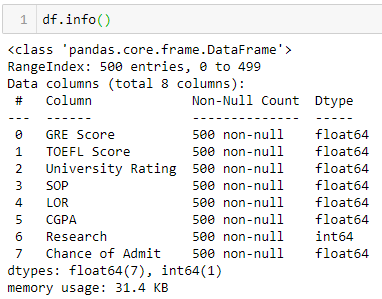 1 df.info()
<class 'pandas.core.frame.DataFrame'>
RangeIndex: 500 entries, 0 to 499
Data columns (total 8 columns):
 #   Column             Non-Null Count  Dtype
---  ------             --------------  -----
 0   GRE Score          500 non-null    float64
 1   TOEFL Score        500 non-null    float64
 2   University Rating  500 non-null    float64
 3   SOP                500 non-null    float64
 4   LOR                500 non-null    float64
 5   CGPA               500 non-null    float64
 6   Research           500 non-null    int64
 7   Chance of Admit    500 non-null    float64
dtypes: float64(7), int64(1)
memory usage: 31.4 KB